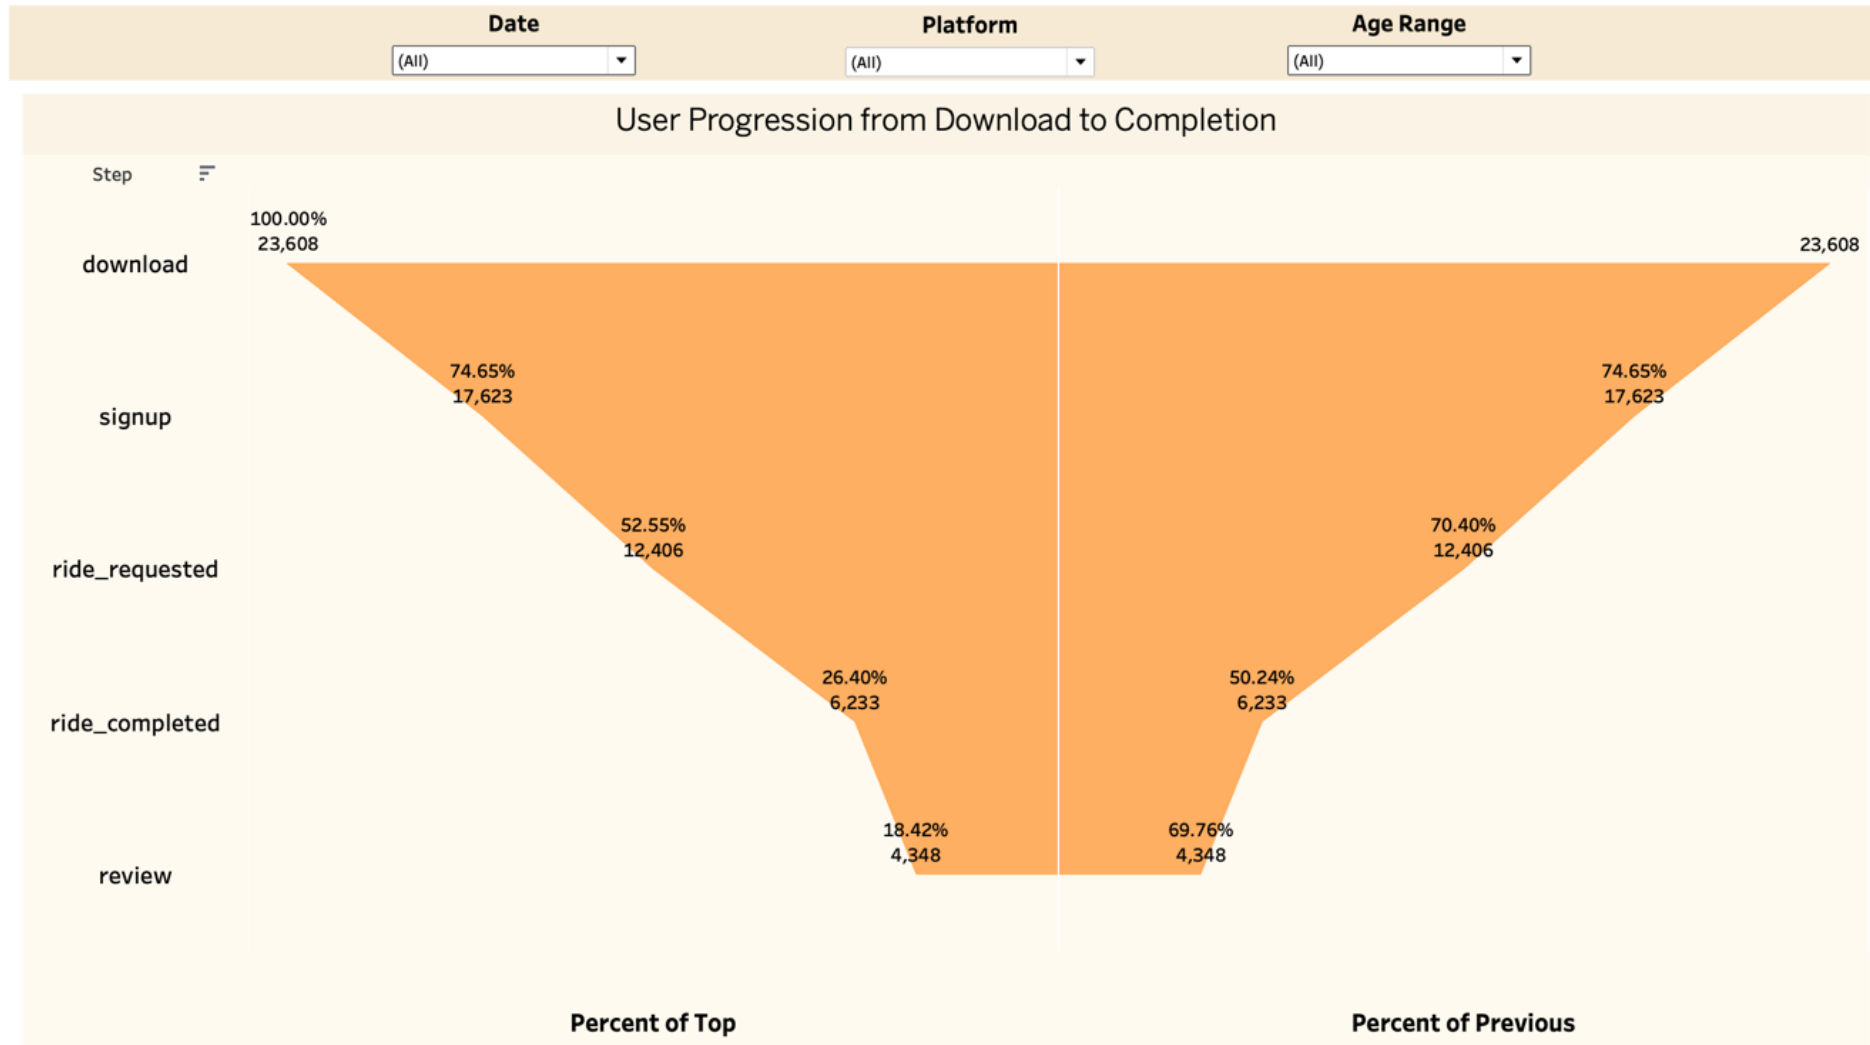 Date
Platform
Age Range
(All)
(All)
(All)
User Progression from Download to Completion
Step
100.00%
23,608
23,608
download
74.65%
17,623
74.65%
17,623
signup
52.55%
12,406
70.40%
12,406
ride_requested
26.40%
6,233
50.24%
6,233
ride_completed
18.42%
4,348
69.76%
4,348
review
Percent of Top
Percent of Previous